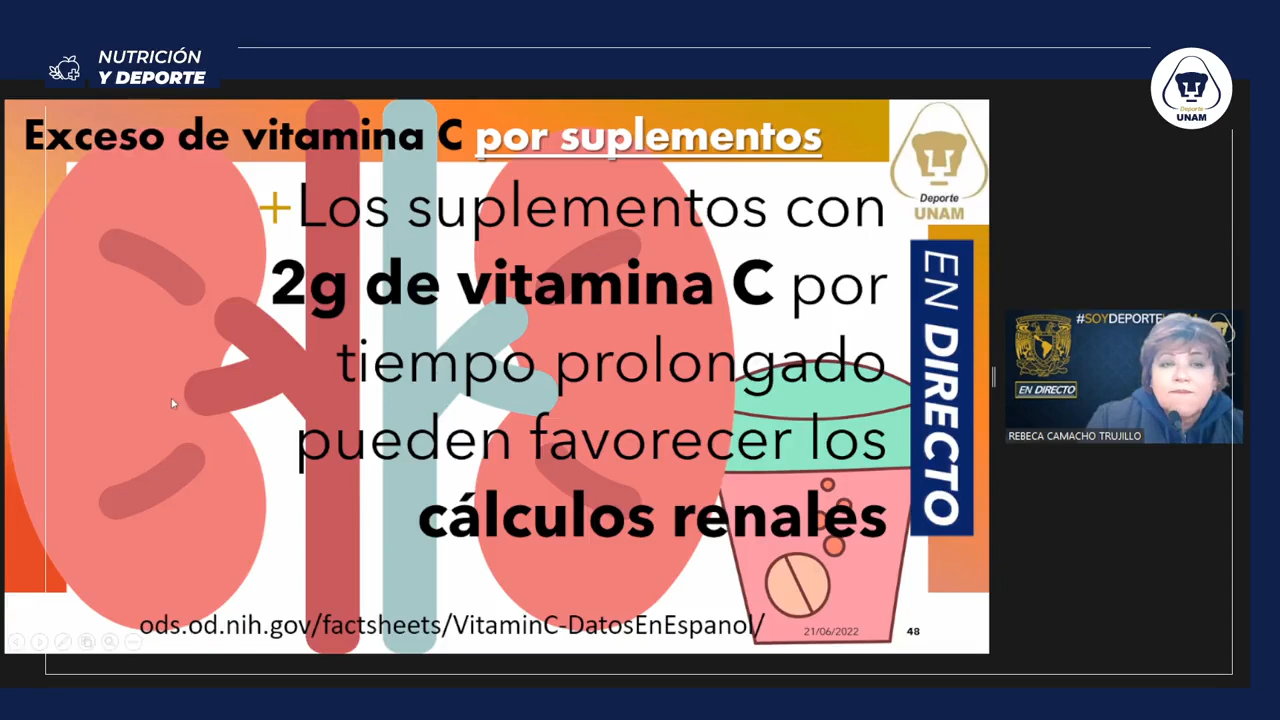 NUTRICIÓN
Y DEPORTE
Deporte
UNAM
Exceso de vitamina C por suplementos
Deporte
UNAM
+Los suplementos con
2g de vitamina C por
tiempo prolongado
pueden favorecer los
cálculos renales
EN DIRECTO
ods.od.nih.gov/factsheets/VitaminC-DatosEnEspanol/
21/06/2022
48
#SOYDEPORTE
EN DIRECTO
REBECA CAMACHO TRUJILLO